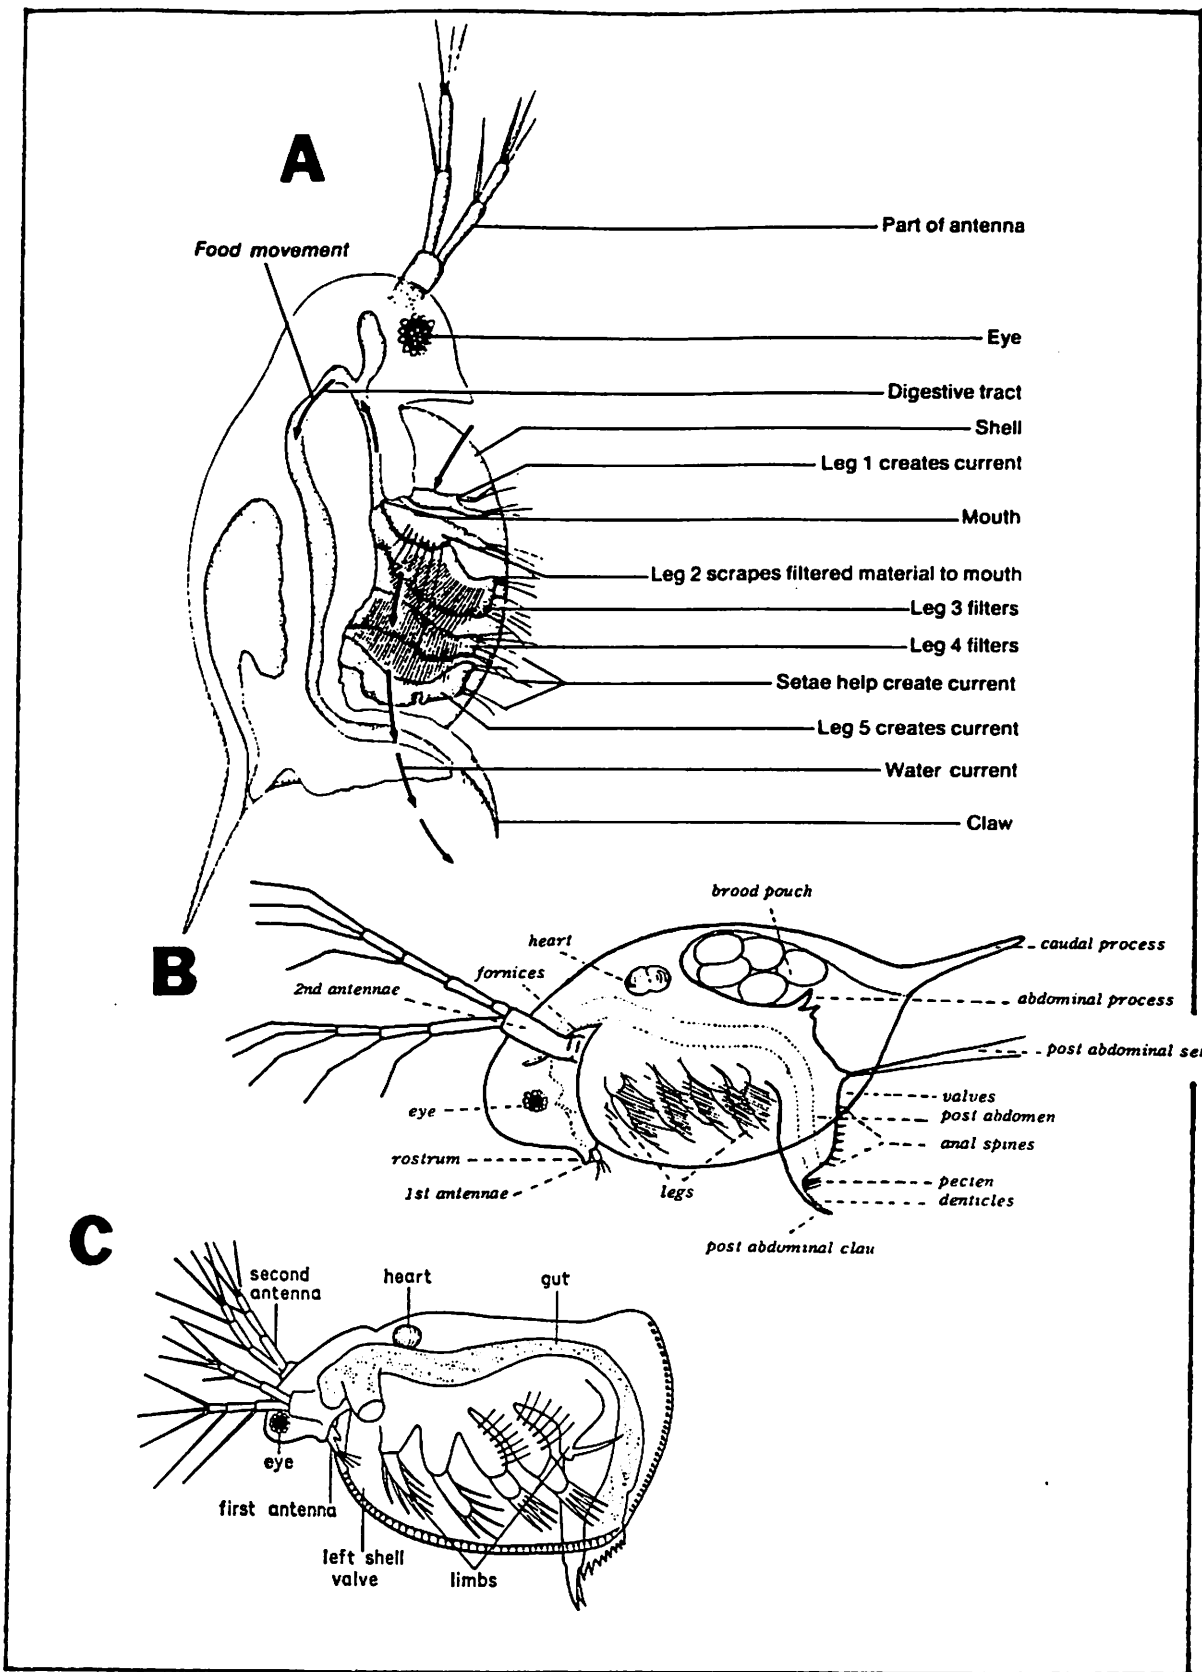 A
Food movement
Part of antenna
Eye
Digestive tract
Shell
Leg 1 creates current
Mouth
Leg 2 scrapes filtered material to mouth
Leg 3 filters
Leg 4 filters
Setae help create current
Leg 5 creates current
Water current
Claw
B
brood pouch
heart
caudal process
fornices
2nd antennae
abdominal process
post abdominal se
valves
eye
post abdomen
anal spines
rostrum
pecten
1st antennae
legs
denticles
post abdominal clau
C
second
antenna
heart
gut
eye
first antenna
left shell
valve
limbs